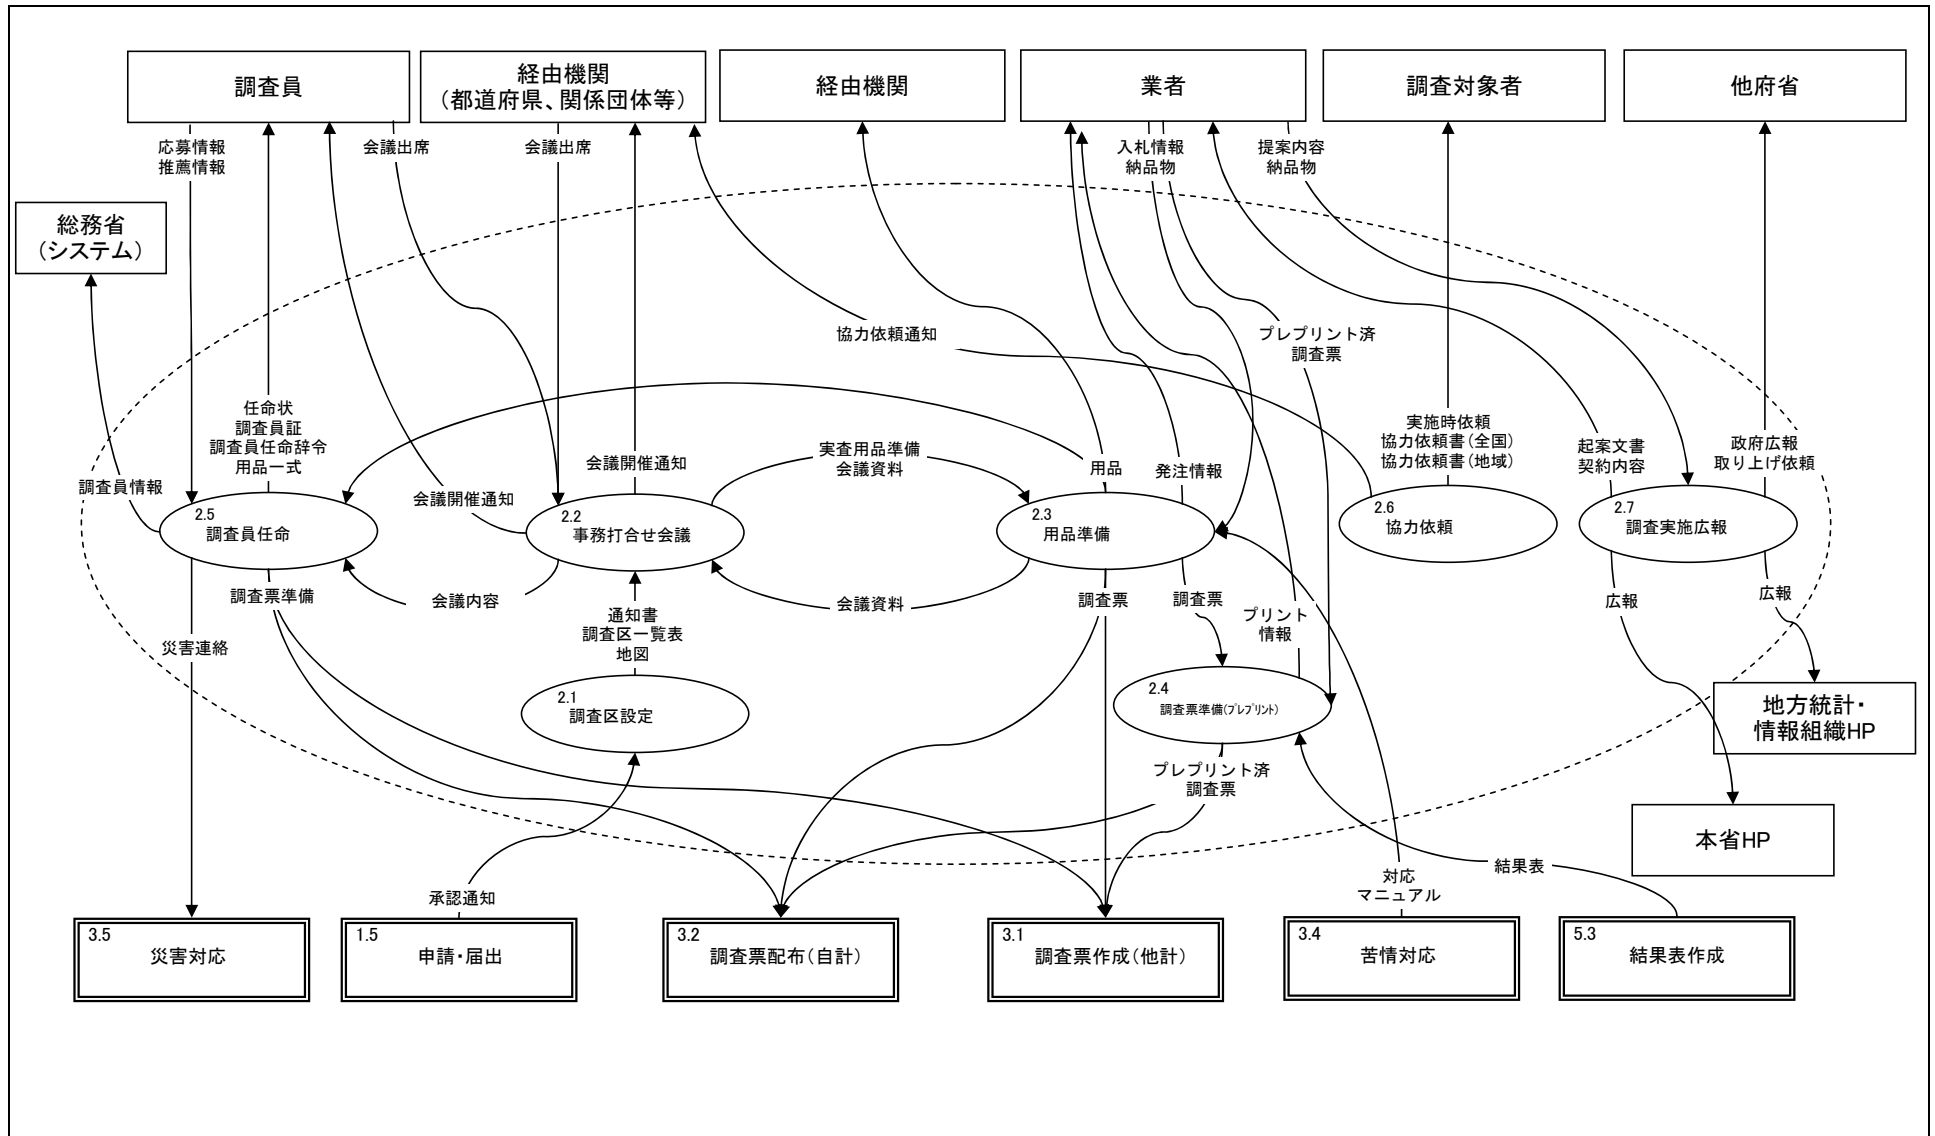 調査員
経由機関
（都道府県、関係団体等）
経由機関
業者
調査対象者
他府省
応募情報
推薦情報
会議出席
会議出席
入札情報
納品物
提案内容
納品物
総務省
（システム）
協力依頼通知
プレプリント済
調査票
任命状
調査員証
調査員任命辞令
用品一式
調査員情報
会議開催通知
会議開催通知
実査用品準備
会議資料
用品
発注情報
実施時依頼
協力依頼書（全国）
協力依頼書（地域）
起案文書
契約内容
政府広報
取り上げ依頼
2.5
調査員任命
2.2
事務打合せ会議
2.3
用品準備
2.6
協力依頼
2.7
調査実施広報
調査票準備
会議内容
会議資料
調査票
調査票
プリント
情報
広報
広報
災害連絡
通知書
調査区一覧表
地図
2.1
調査区設定
2.4
調査票準備（ﾌﾟﾚﾌﾟﾘﾝﾄ）
地方統計・
情報組織HP
プレプリント済
調査票
本省HP
承認通知
対応
マニュアル
結果表
3.5
災害対応
1.5
申請・届出
3.2
調査票配布（自計）
3.1
調査票作成（他計）
3.4
苦情対応
5.3
結果表作成